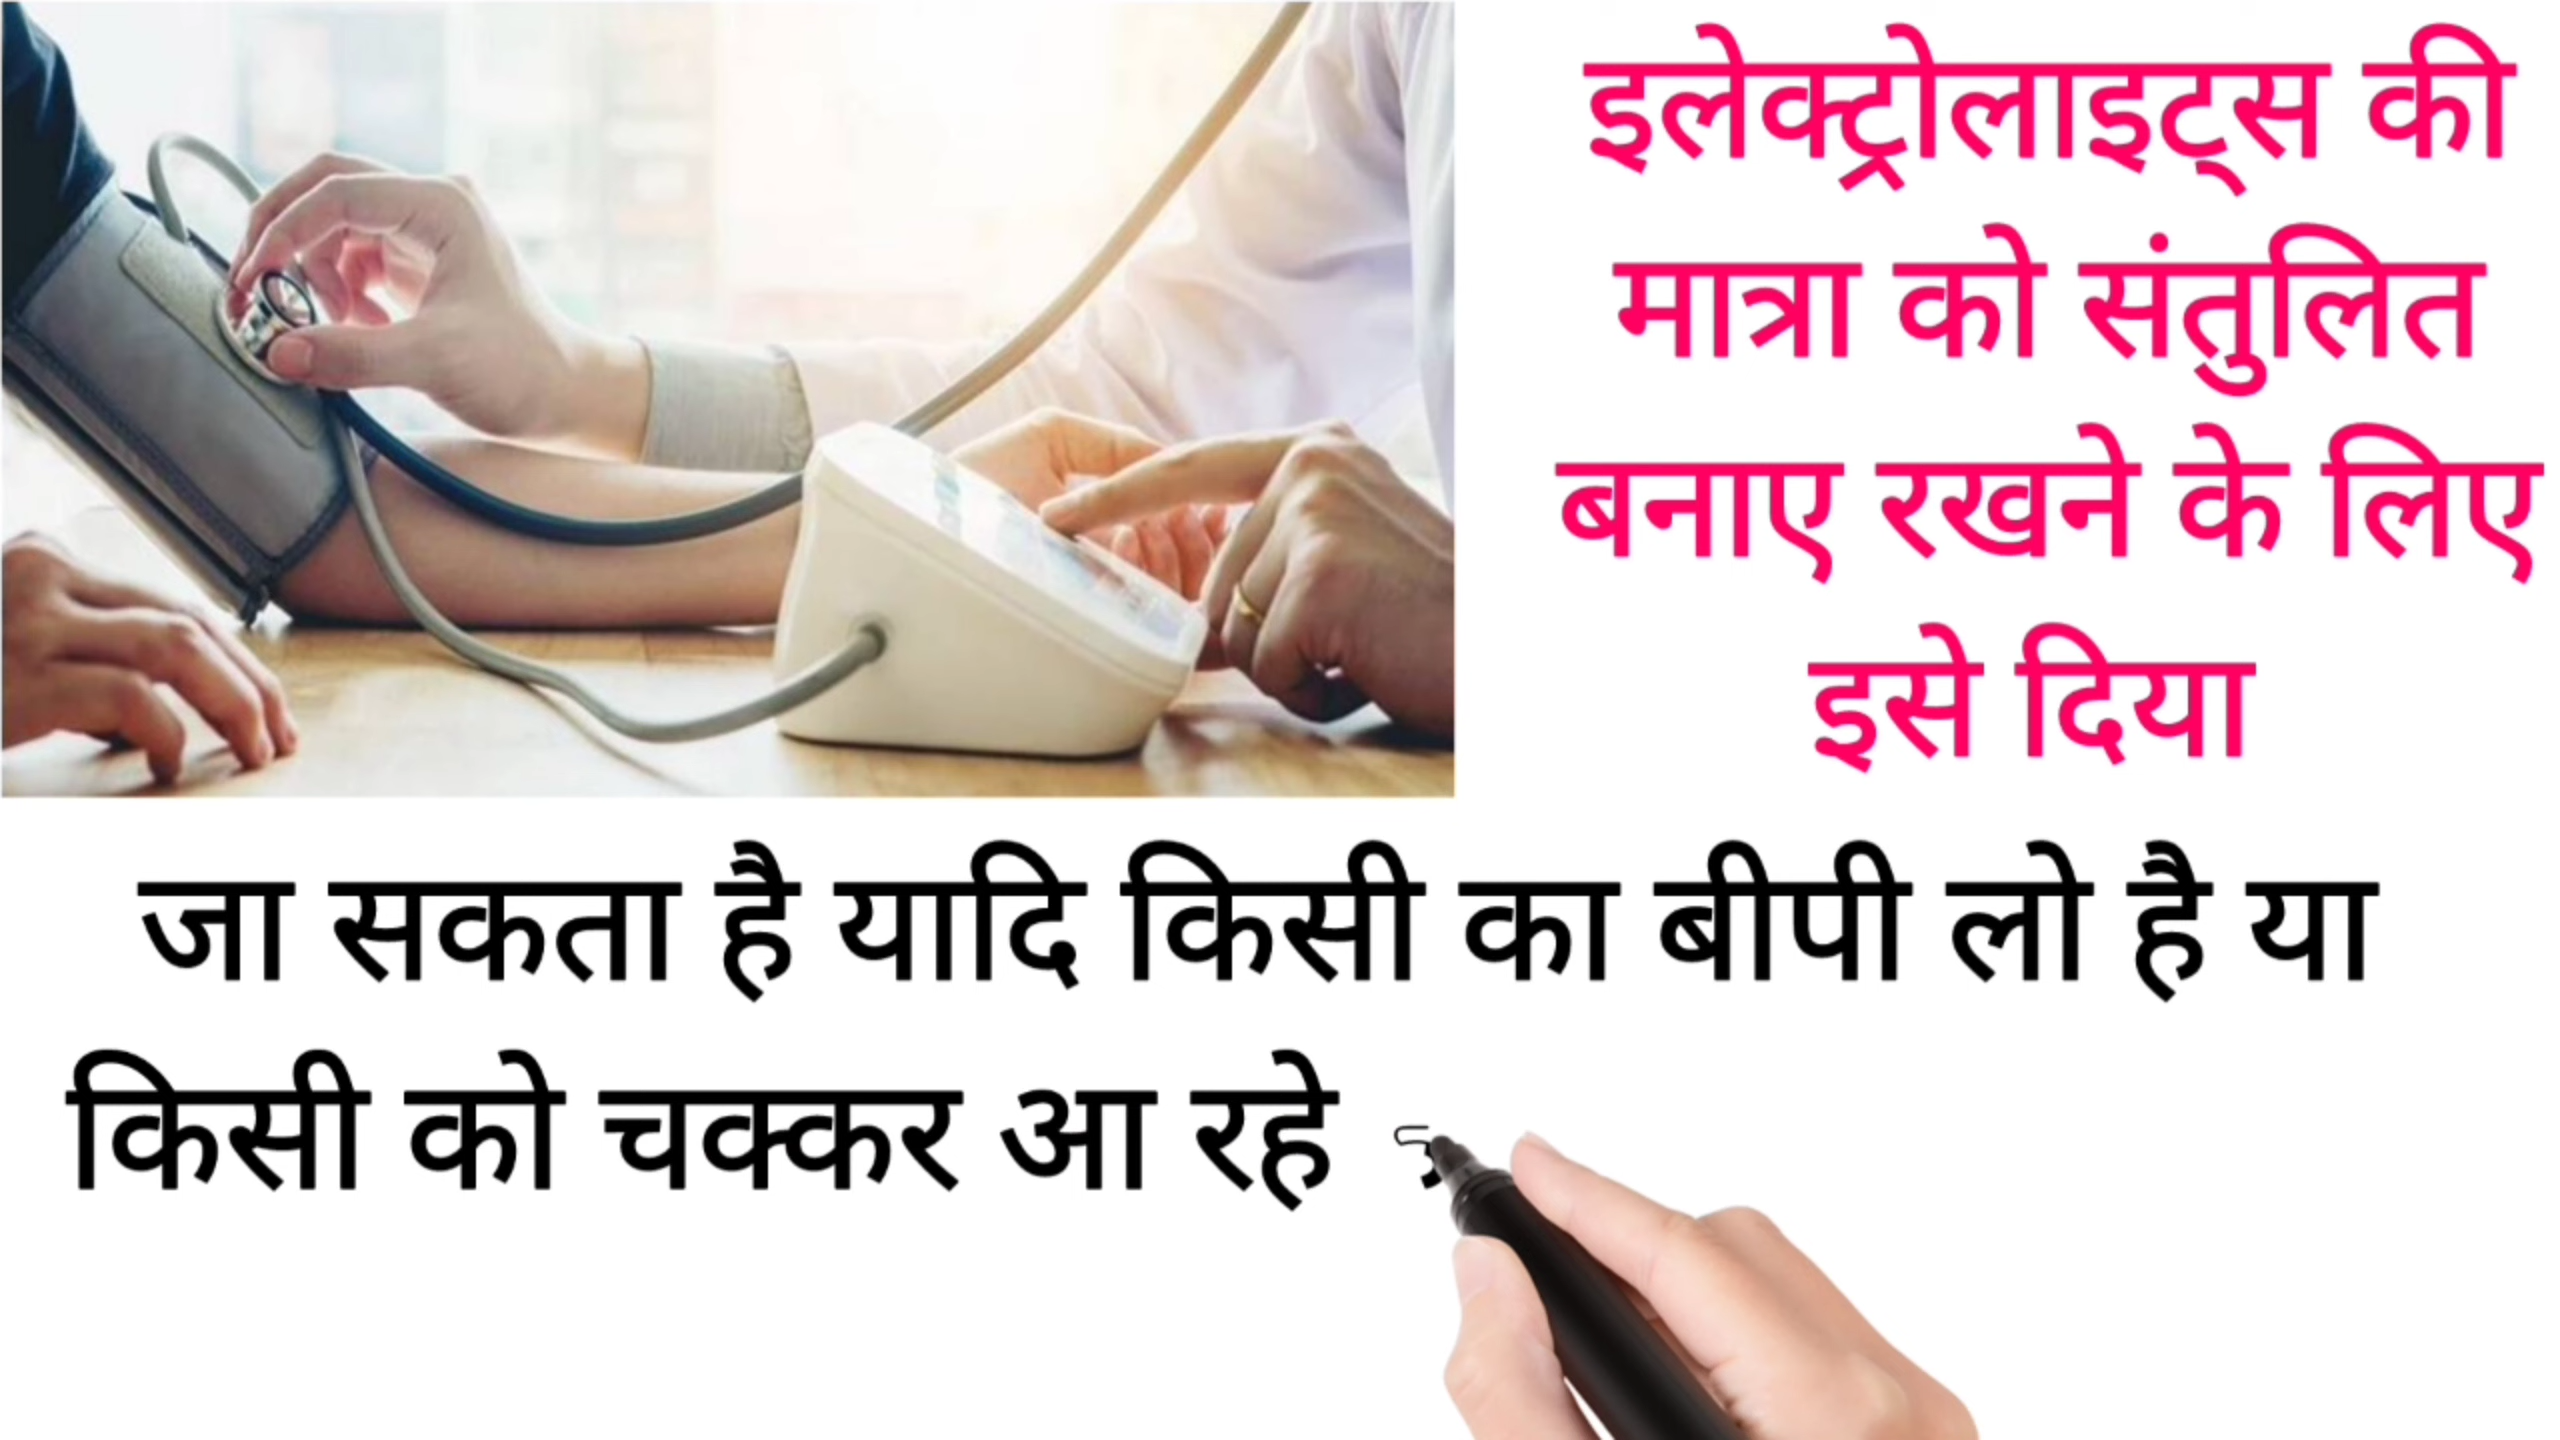 इलेक्ट्रोलाइट्स की
मात्रा को संतुलित
बनाए रखने के लिए
इसे दिया
जा सकता है यादि किसी का बीपी लो है या
किसी को चक्कर आ रहे